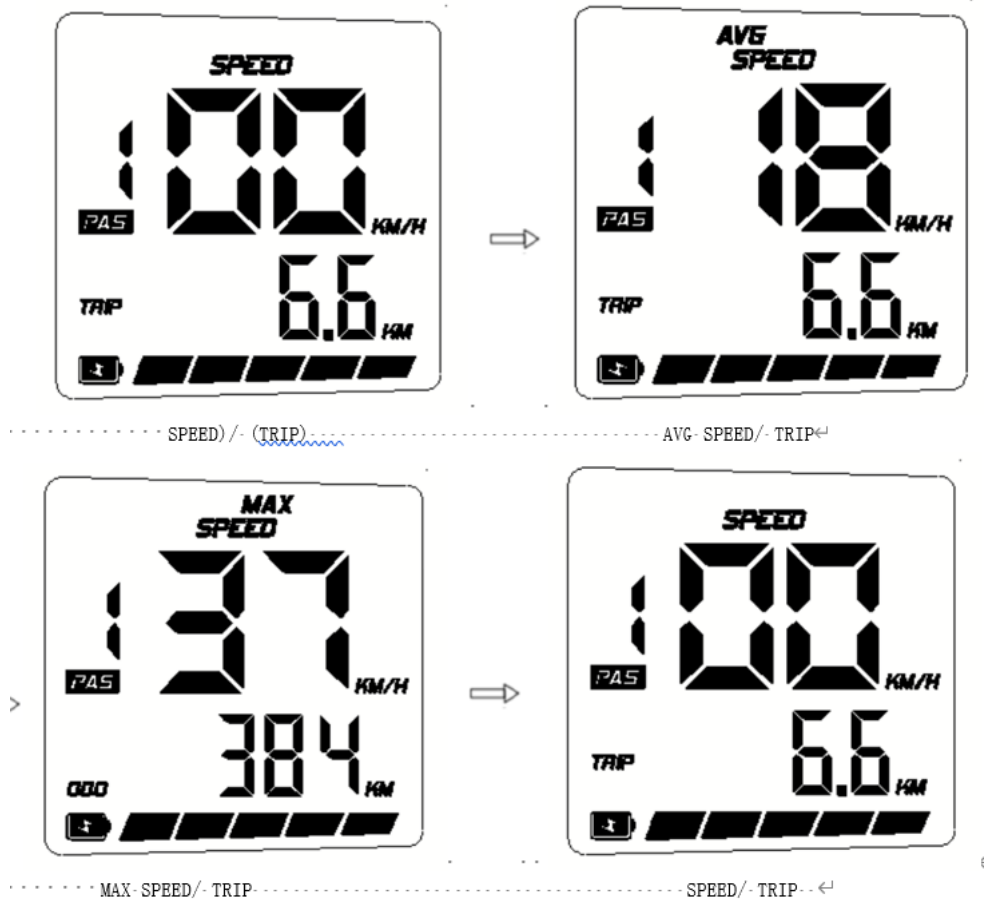 SPEED
1 00
PAS KM/H
TRIP 6.6 KM
AVG
SPEED
1 18
PAS KM/H
TRIP 6.6 KM
SPEED)/ (TRIP)
AVG SPEED/ TRIP
MAX
SPEED
1 37
PAS KM/H
384
ODO KM
SPEED
1 00
PAS KM/H
TRIP 6.6 KM
MAX SPEED/ TRIP
SPEED/ TRIP